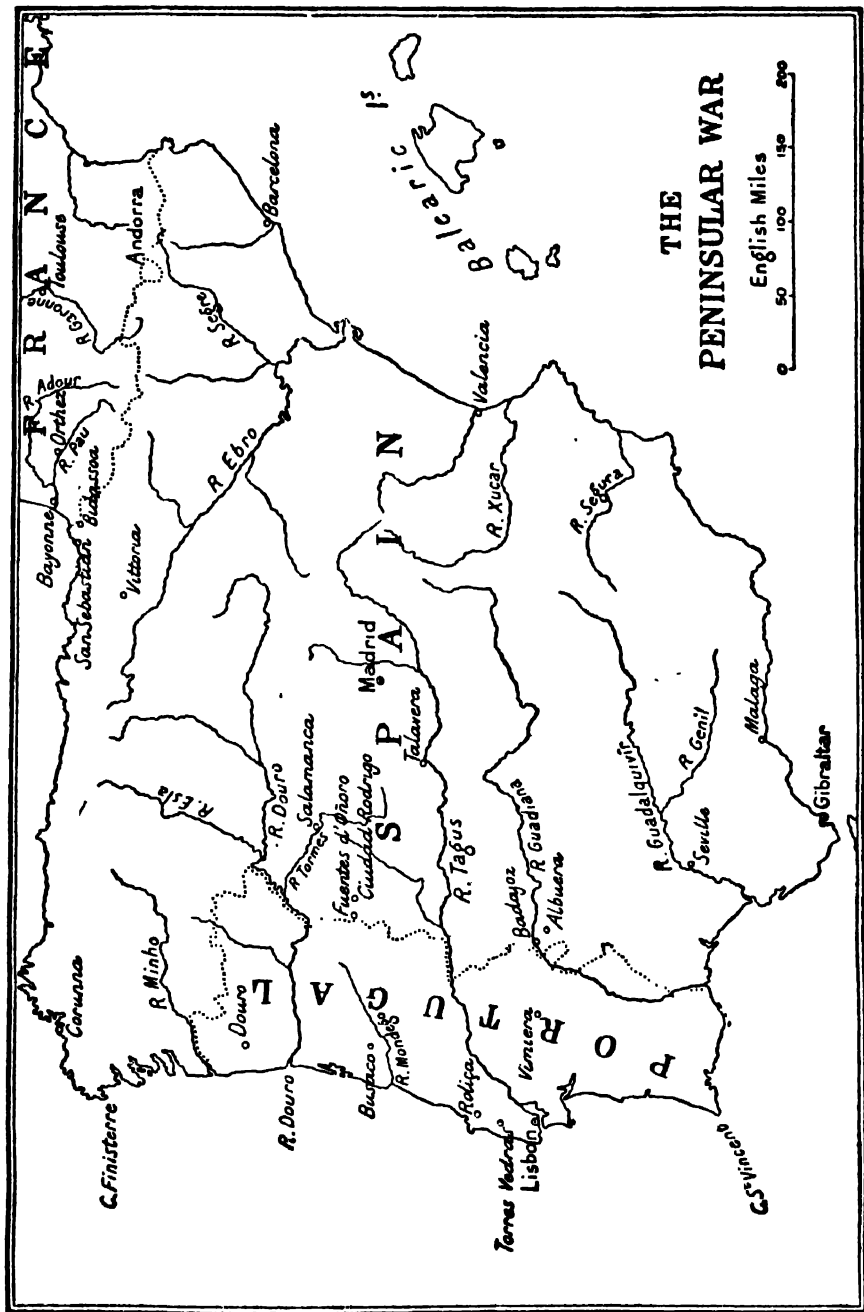 FRANCE
C. Finisterre
Corunna
R Minho
R. Esla
Bayonne
San Sebastian
Bidassoa
Vittoria
Orthez
R. Pau
R Adour
R Garonne
Toulouse
Andorra
R Segre
R Ebro
Barcelona
Douro
R. Douro
R. Douro
R Tormes
Salamanca
Fuentes d'Oñoro
Ciudad Rodrigo
Busaco
R. Mondego
Madrid
Talavera
PORTUGAL
SPAIN
Balearic Is.
Roliça
Torres Vedras
Lisbon
Vimiera
R. Tagus
Badajoz
Albuera
R Guadiana
Valencia
R. Xucar
R. Segura
R. Guadalquivir
Seville
R Genil
Malaga
Gibraltar
C. St Vincent
THE
PENINSULAR WAR
English Miles
0 50 100 150 200